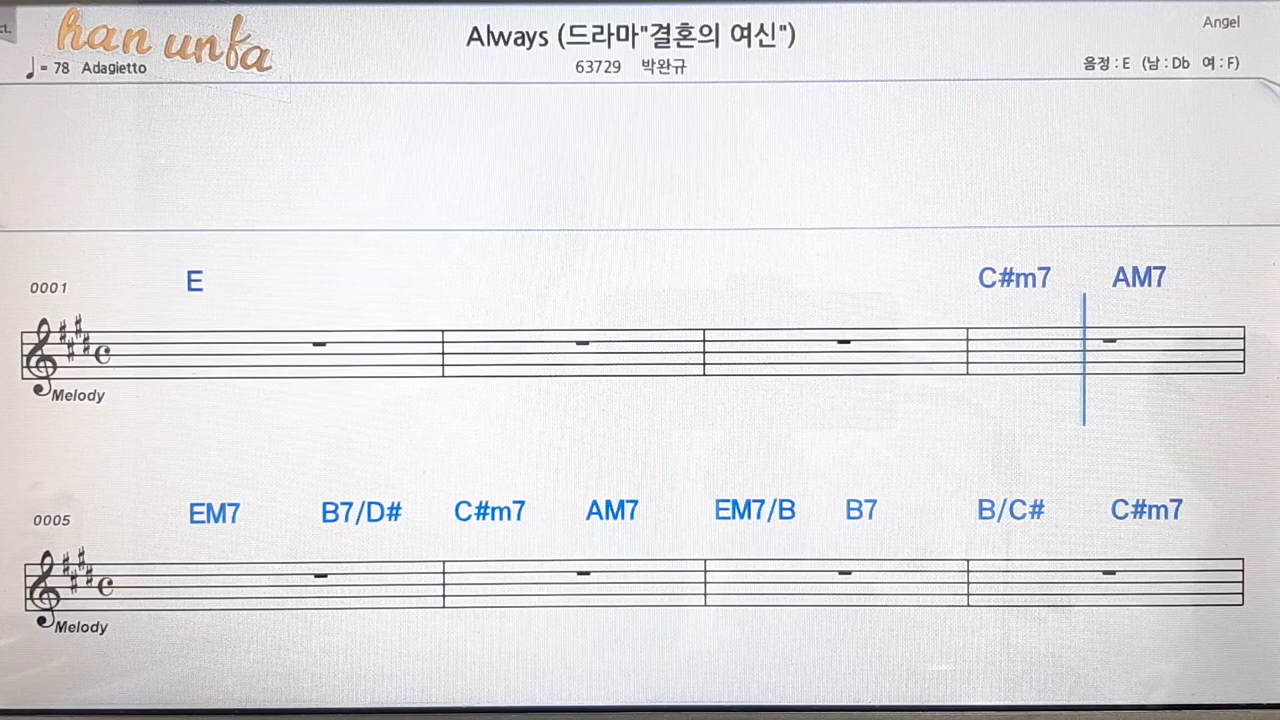 ct.
han unfa
Always (드라마"결혼의 여신")
Angel
= 78 Adagietto
63729 박완규
음정 : E (남 : Db 여 : F)
0001
E
C#m7
AM7
Melody
0005
EM7
B7/D#
C#m7
AM7
EM7/B
B7
B/C#
C#m7
Melody